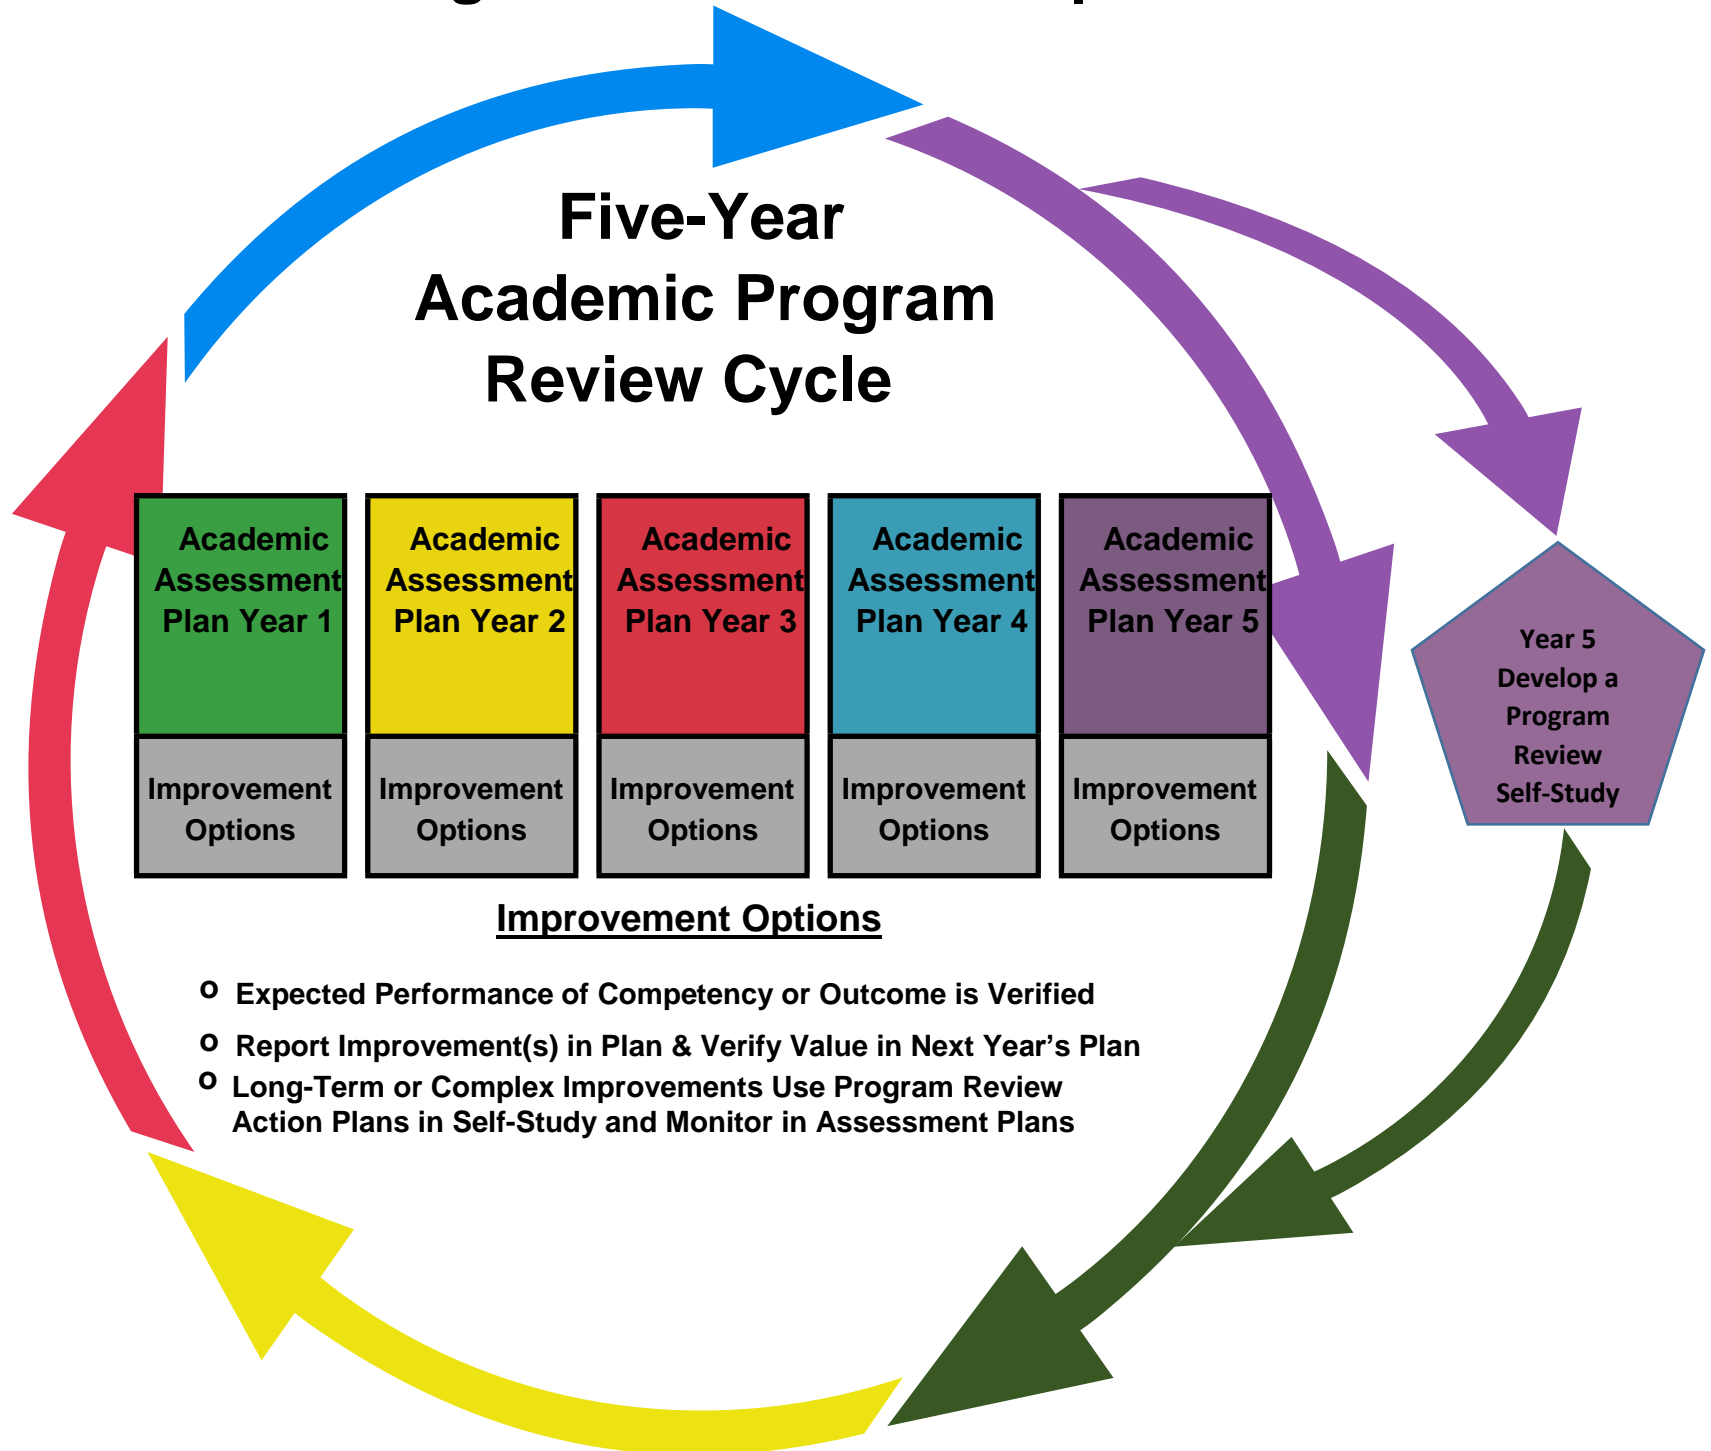 Five-Year
Academic Program
Review Cycle
Academic
Assessment
Plan Year 1
Academic
Assessment
Plan Year 2
Academic
Assessment
Plan Year 3
Academic
Assessment
Plan Year 4
Academic
Assessment
Plan Year 5
Improvement
Options
Improvement
Options
Improvement
Options
Improvement
Options
Improvement
Options
Year 5
Develop a
Program
Review
Self-Study
Improvement Options
o Expected Performance of Competency or Outcome is Verified
o Report Improvement(s) in Plan & Verify Value in Next Year’s Plan
o Long-Term or Complex Improvements Use Program Review
Action Plans in Self-Study and Monitor in Assessment Plans